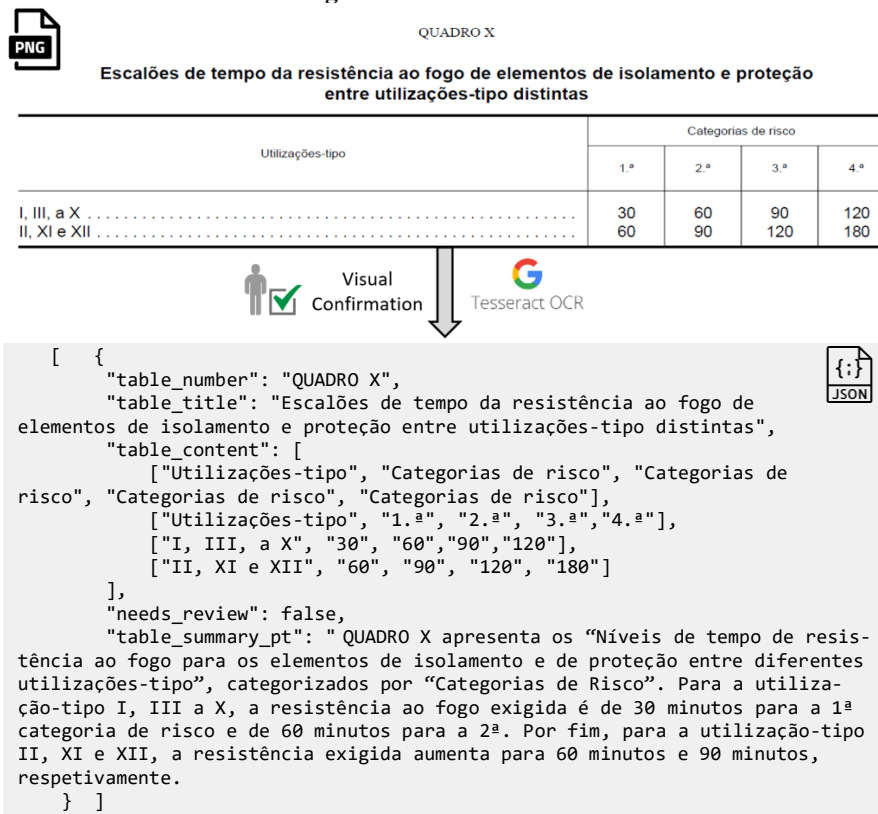 PNG
QUADRO X
Escalões de tempo da resistência ao fogo de elementos de isolamento e proteção
entre utilizações-tipo distintas
Utilizações-tipo
Categorias de risco
1.ª 2.ª 3.ª 4.ª
I, III, a X . . . . . . . . . . . . . . . . . . . . . . . . . . . . . . . . . . . . . . . . . . . . . . . . . . . . . 30 60 90 120
II, XI e XII . . . . . . . . . . . . . . . . . . . . . . . . . . . . . . . . . . . . . . . . . . . . . . . . . . . . 60 90 120 180
Visual
Confirmation
G
Tesseract OCR
{;}
JSON
[ {
"table_number": "QUADRO X",
"table_title": "Escalões de tempo da resistência ao fogo de
elementos de isolamento e proteção entre utilizações-tipo distintas",
"table_content": [
["Utilizações-tipo", "Categorias de risco", "Categorias de
risco", "Categorias de risco", "Categorias de risco"],
["Utilizações-tipo", "1.ª", "2.ª", "3.ª","4.ª"],
["I, III, a X", "30", "60","90","120"],
["II, XI e XII", "60", "90", "120", "180"]
],
"needs_review": false,
"table_summary_pt": " QUADRO X apresenta os “Níveis de tempo de resis-
tência ao fogo para os elementos de isolamento e de proteção entre diferentes
utilizações-tipo”, categorizados por “Categorias de Risco”. Para a utiliza-
ção-tipo I, III a X, a resistência ao fogo exigida é de 30 minutos para a 1ª
categoria de risco e de 60 minutos para a 2ª. Por fim, para a utilização-tipo
II, XI e XII, a resistência exigida aumenta para 60 minutos e 90 minutos,
respetivamente.
} ]